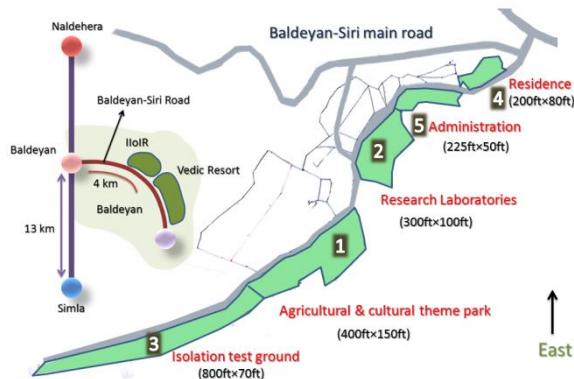 Baldeyan-Siri main road
Naldehera
Baldeyan-Siri Road
IIoIR
Baldeyan
Vedic Resort
4 km
Baldeyan
13 km
Simla
4
Residence
(200ft×80ft)
5
Administration
(225ft×50ft)
2
Research Laboratories
(300ft×100ft)
1
Agricultural & cultural theme park
(400ft×150ft)
3
Isolation test ground
(800ft×70ft)
East